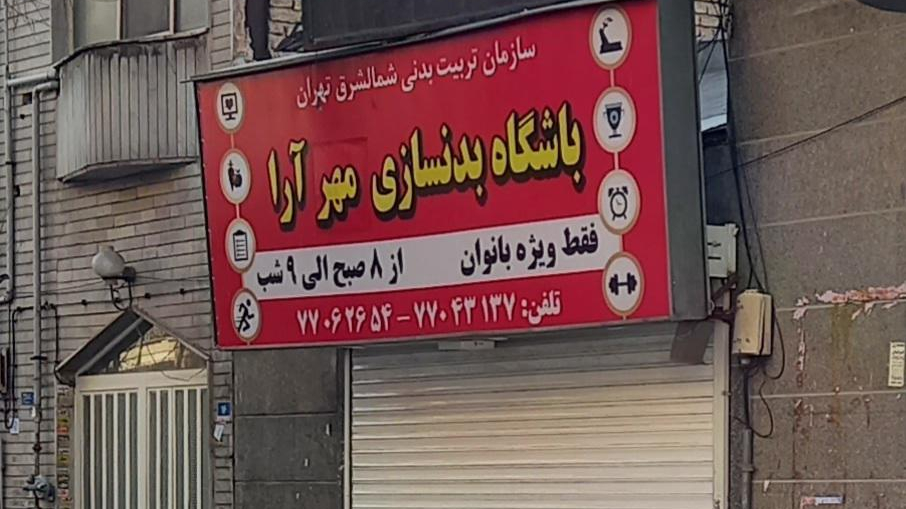 سازمان تربیت بدنی شمالشرق تهران
باشگاه بدنسازی مهر آرا
فقط ویژه بانوان از ۸ صبح الی ۹ شب
تلفن: ۷۷۰۴۳۱۳۷ - ۷۷۰۶۲۶۵۴